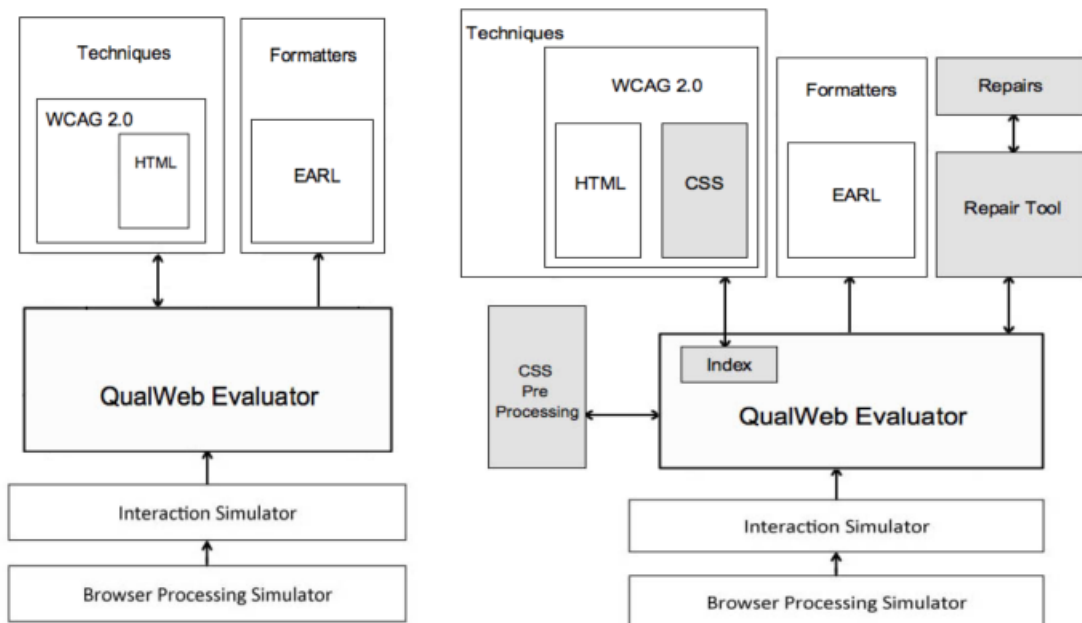 Techniques
Formatters
WCAG 2.0
HTML
EARL
QualWeb Evaluator
Interaction Simulator
Browser Processing Simulator
Techniques
WCAG 2.0
HTML
CSS
Formatters
EARL
Repairs
Repair Tool
CSS
Pre
Processing
Index
QualWeb Evaluator
Interaction Simulator
Browser Processing Simulator